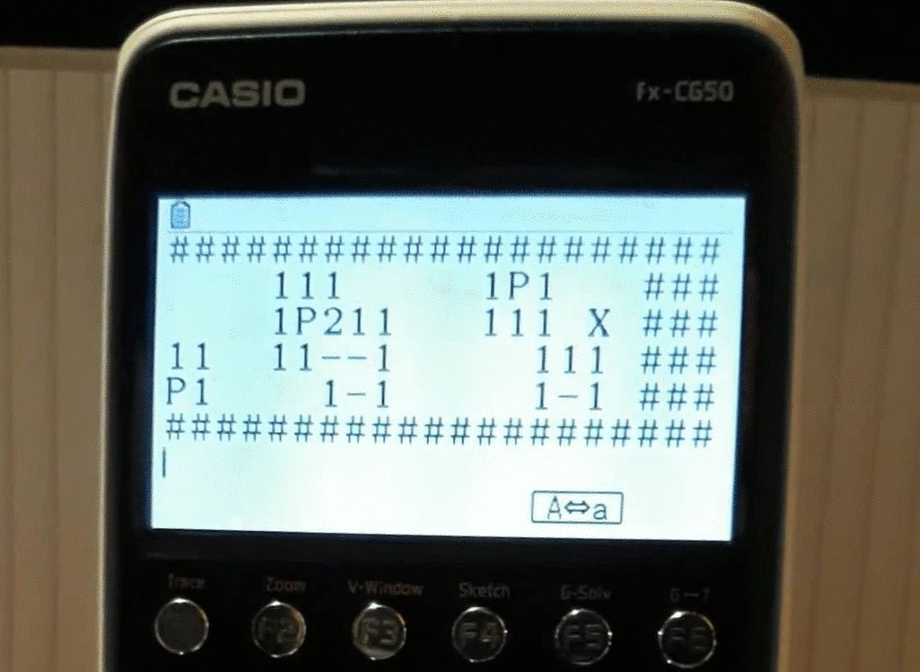 CASIO fx-CG50
#####################
    111     1P1   ###
    1P211   111 X ###
11  11--1     111 ###
P1    1-1     1-1 ###
#####################
A⇔a
Trace Zoom V-Window Sketch G-Solv
F2 F3 F4 F5 F6